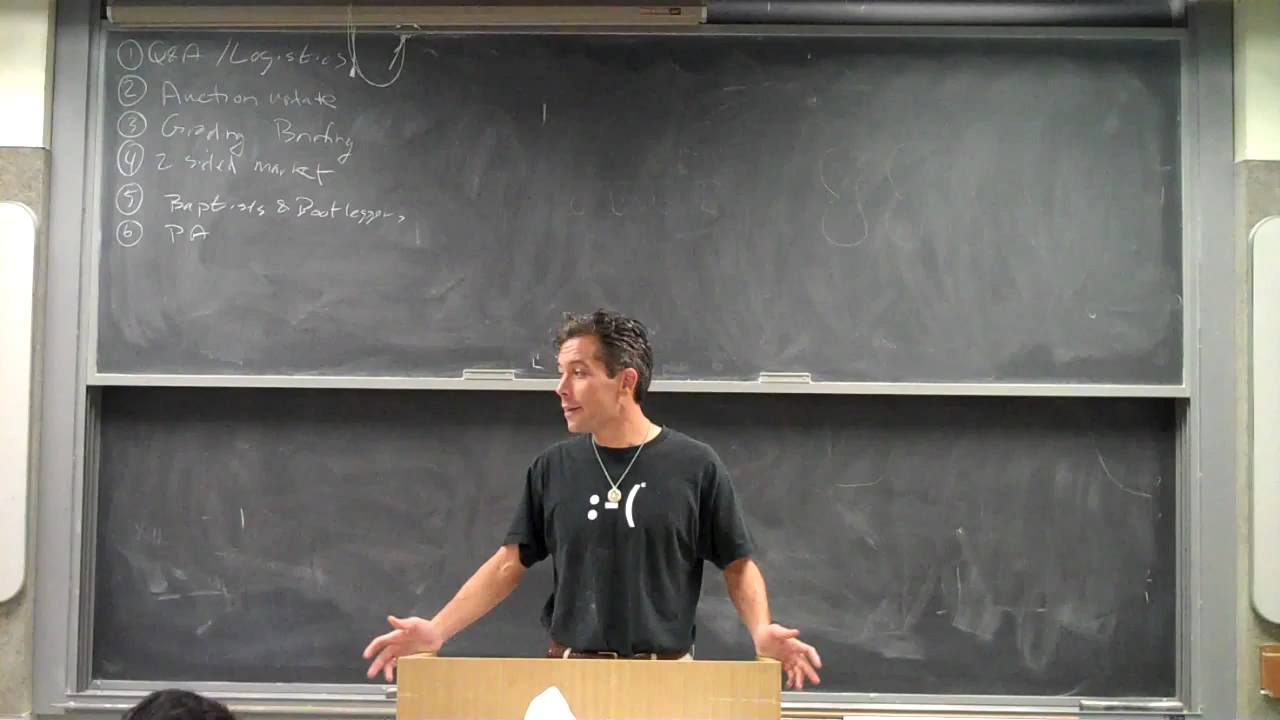 ① Q&A / Logistics
② Auction update
③ Grading Briefing
④ 2 sided market
⑤ Baptists & Bootleggers
⑥ PA
:-(